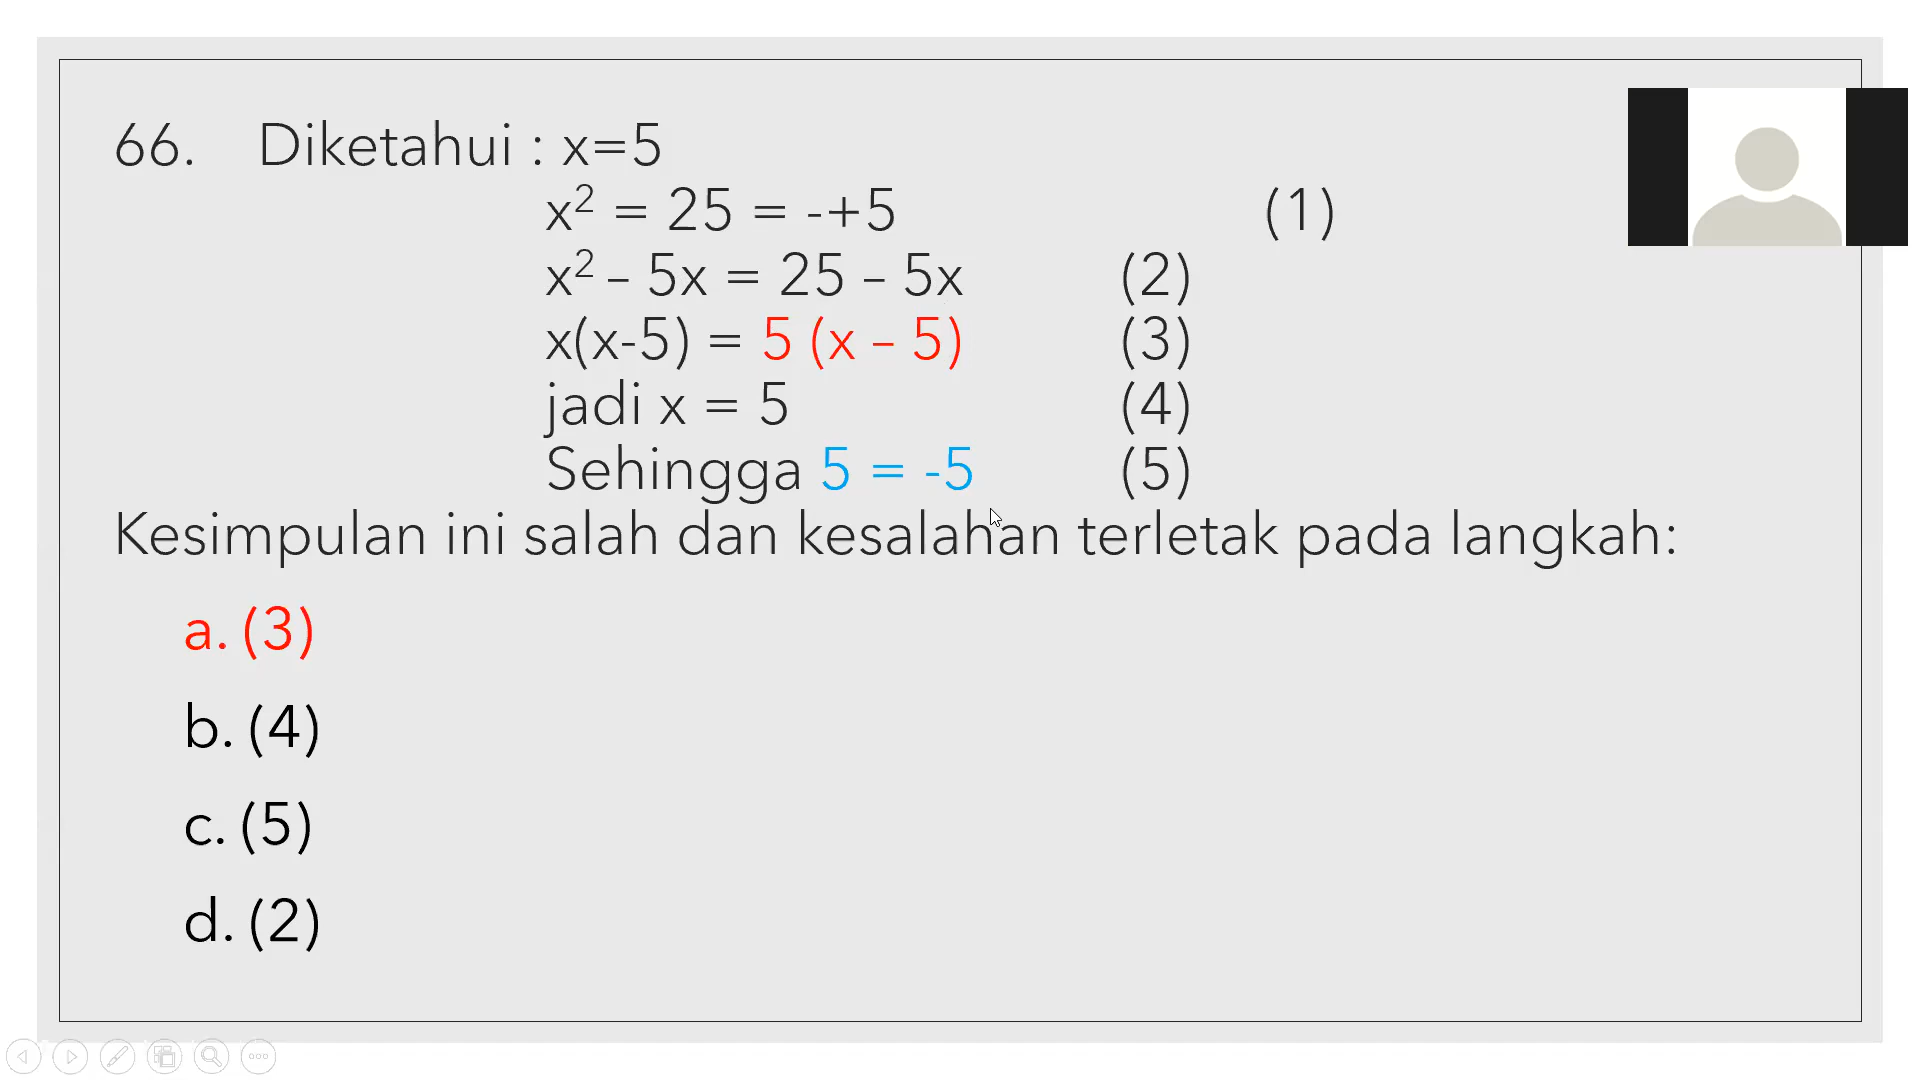 66. Diketahui : x=5
x² = 25 = -+5 (1)
x² – 5x = 25 – 5x (2)
x(x-5) = 5 (x – 5) (3)
jadi x = 5 (4)
Sehingga 5 = -5 (5)
Kesimpulan ini salah dan kesalahan terletak pada langkah:
a. (3)
b. (4)
c. (5)
d. (2)